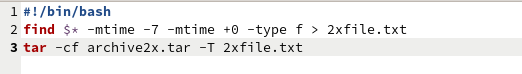 1 #!/bin/bash
2 find $* -mtime -7 -mtime +0 -type f > 2xfile.txt
3 tar -cf archive2x.tar -T 2xfile.txt